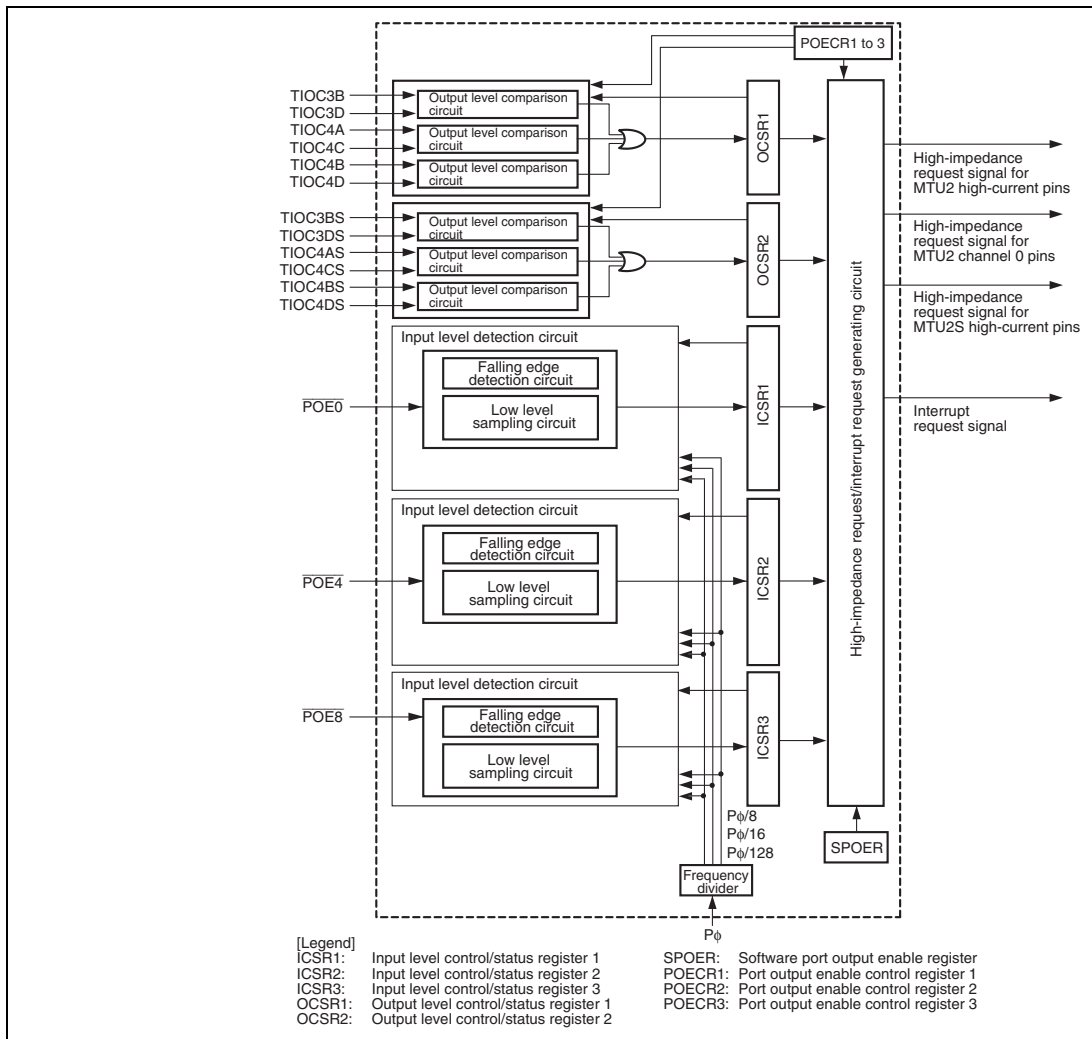 POECR1 to 3
TIOC3B
TIOC3D
TIOC4A
TIOC4C
TIOC4B
TIOC4D
Output level comparison
circuit
Output level comparison
circuit
Output level comparison
circuit
OCSR1
TIOC3BS
TIOC3DS
TIOC4AS
TIOC4CS
TIOC4BS
TIOC4DS
Output level comparison
circuit
Output level comparison
circuit
Output level comparison
circuit
OCSR2
Input level detection circuit
Falling edge
detection circuit
Low level
sampling circuit
POE0
ICSR1
Input level detection circuit
Falling edge
detection circuit
Low level
sampling circuit
POE4
ICSR2
Input level detection circuit
Falling edge
detection circuit
Low level
sampling circuit
POE8
ICSR3
High-impedance request/interrupt request generating circuit
High-impedance
request signal for
MTU2 high-current pins
High-impedance
request signal for
MTU2 channel 0 pins
High-impedance
request signal for
MTU2S high-current pins
Interrupt
request signal
Pϕ/8
Pϕ/16
Pϕ/128
SPOER
Frequency
divider
Pϕ
[Legend]
ICSR1: Input level control/status register 1
ICSR2: Input level control/status register 2
ICSR3: Input level control/status register 3
OCSR1: Output level control/status register 1
OCSR2: Output level control/status register 2
SPOER: Software port output enable register
POECR1: Port output enable control register 1
POECR2: Port output enable control register 2
POECR3: Port output enable control register 3